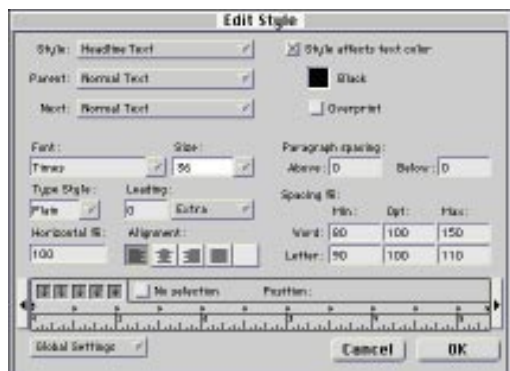 Edit Style
Style: Headline Text
Style affects text color
Parent: Normal Text
Black
Next: Normal Text
Overprint
Font: Size: Paragraph spacing:
Times 36 Above: 0 Below: 0
Type Style: Leading: Spacing %:
Plain 0 Extra Min: Opt: Max:
Horizontal %: Alignment: Word: 80 100 150
100 Letter: 90 100 110
No selection Position:
Global Settings Cancel OK